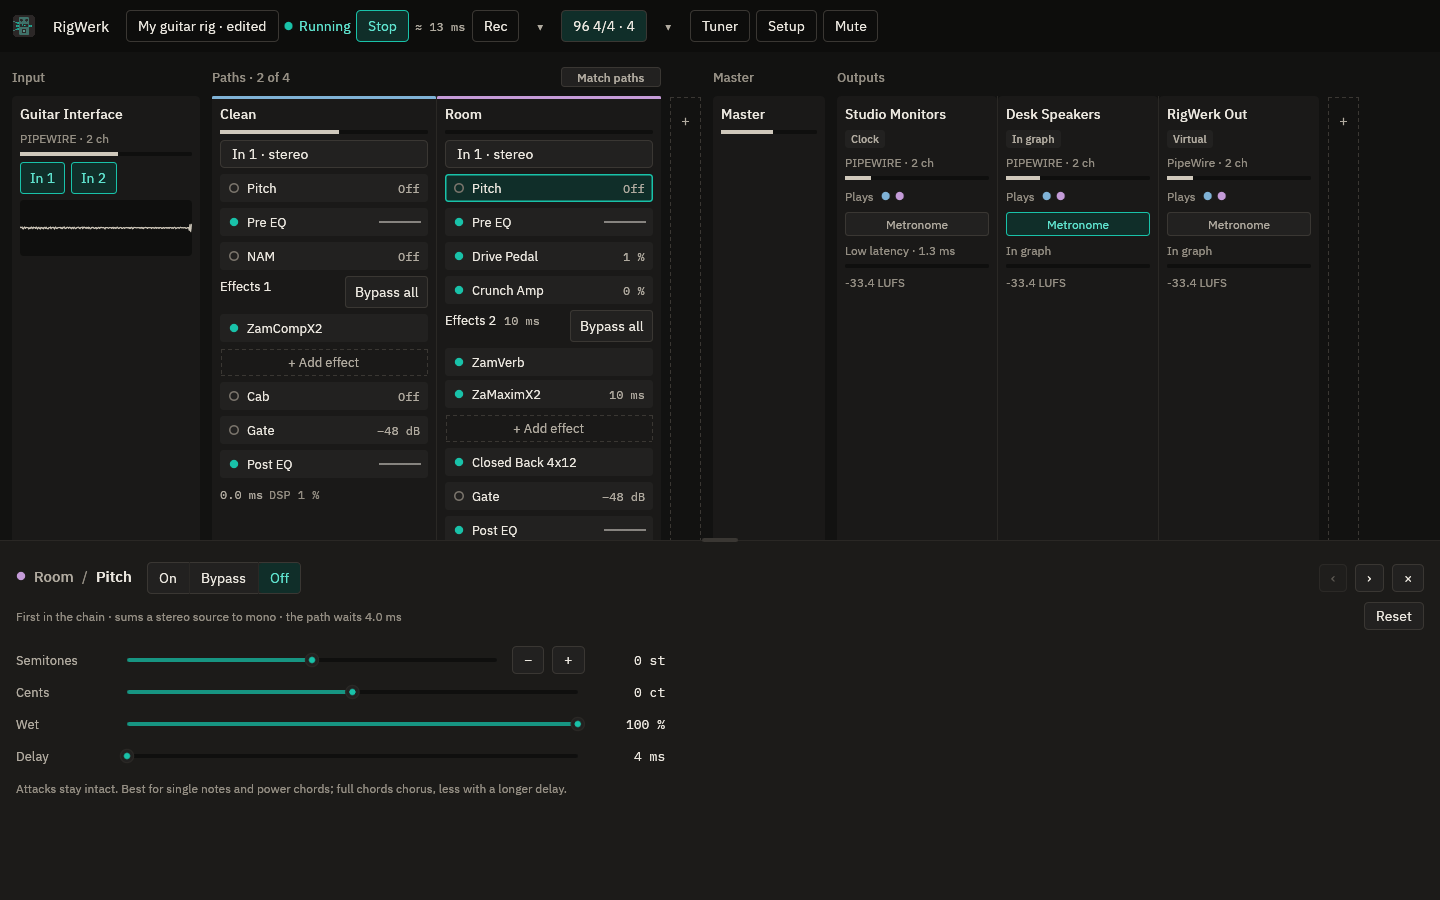 RigWerk My guitar rig · edited Running Stop ≈ 13 ms Rec ▾ 96 4/4 · 4 ▾ Tuner Setup Mute
Input
Guitar Interface
PIPEWIRE · 2 ch
In 1 In 2
Paths · 2 of 4 Match paths
Clean
In 1 · stereo
Pitch Off
Pre EQ
NAM Off
Effects 1 Bypass all
ZamCompX2
+ Add effect
Cab Off
Gate −48 dB
Post EQ
0.0 ms DSP 1 %
Room
In 1 · stereo
Pitch Off
Pre EQ
Drive Pedal 1 %
Crunch Amp 0 %
Effects 2 10 ms Bypass all
ZamVerb
ZaMaximX2 10 ms
+ Add effect
Closed Back 4x12
Gate −48 dB
Post EQ
+
Master
Master
Outputs
Studio Monitors
Clock
PIPEWIRE · 2 ch
Plays
Metronome
Low latency · 1.3 ms
-33.4 LUFS
Desk Speakers
In graph
PIPEWIRE · 2 ch
Plays
Metronome
In graph
-33.4 LUFS
RigWerk Out
Virtual
PipeWire · 2 ch
Plays
Metronome
In graph
-33.4 LUFS
+
Room / Pitch On Bypass Off ‹ › ×
First in the chain · sums a stereo source to mono · the path waits 4.0 ms Reset
Semitones − + 0 st
Cents 0 ct
Wet 100 %
Delay 4 ms
Attacks stay intact. Best for single notes and power chords; full chords chorus, less with a longer delay.